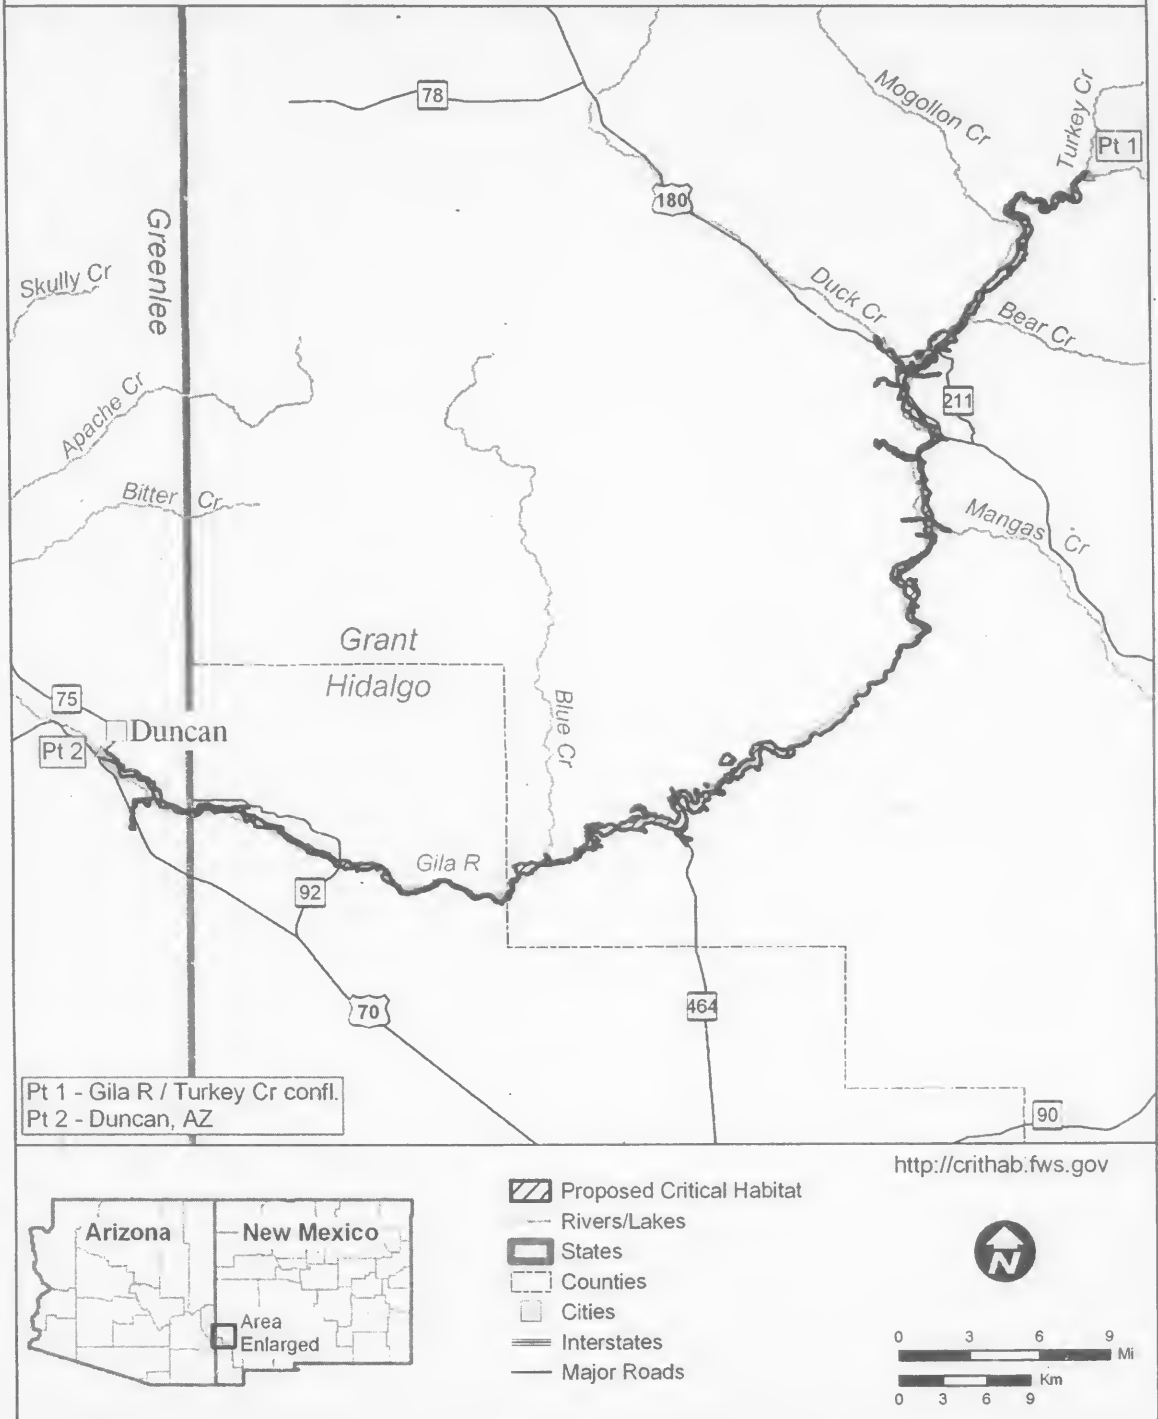 78
Mogollon Cr
Turkey Cr
Pt 1
180
Greenlee
Skully Cr
Duck Cr
Bear Cr
211
Apache Cr
Bitter Cr
Mangas Cr
Grant
Hidalgo
75
Duncan
Pt 2
Blue Cr
Gila R
92
70
464
90
Pt 1 - Gila R / Turkey Cr confl.
Pt 2 - Duncan, AZ
http://crithab.fws.gov
Arizona
New Mexico
Area
Enlarged
Proposed Critical Habitat
Rivers/Lakes
States
Counties
Cities
Interstates
Major Roads
N
0 3 6 9
Mi
Km
0 3 6 9